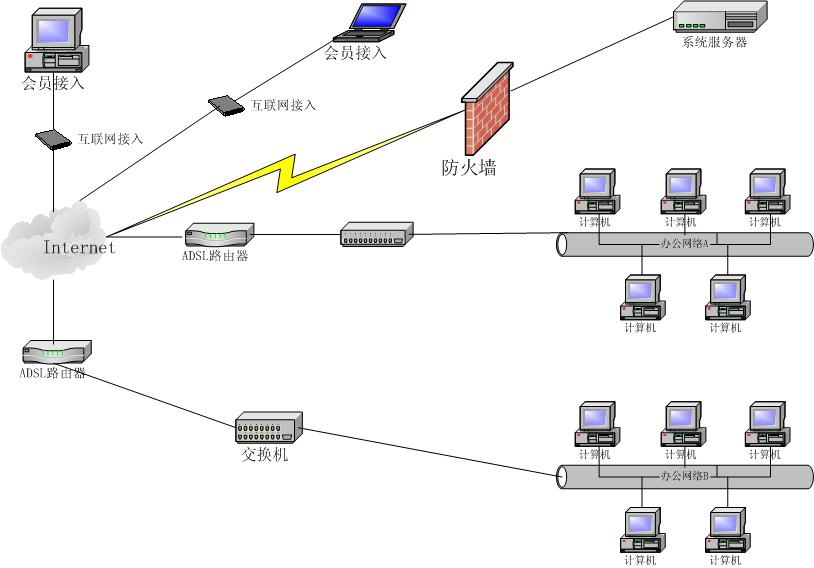 系统服务器
会员接入
会员接入
互联网接入
互联网接入
防火墙
计算机
计算机
计算机
Internet
办公网络A
ADSL路由器
计算机
计算机
ADSL路由器
交换机
计算机
计算机
计算机
办公网络B
计算机
计算机